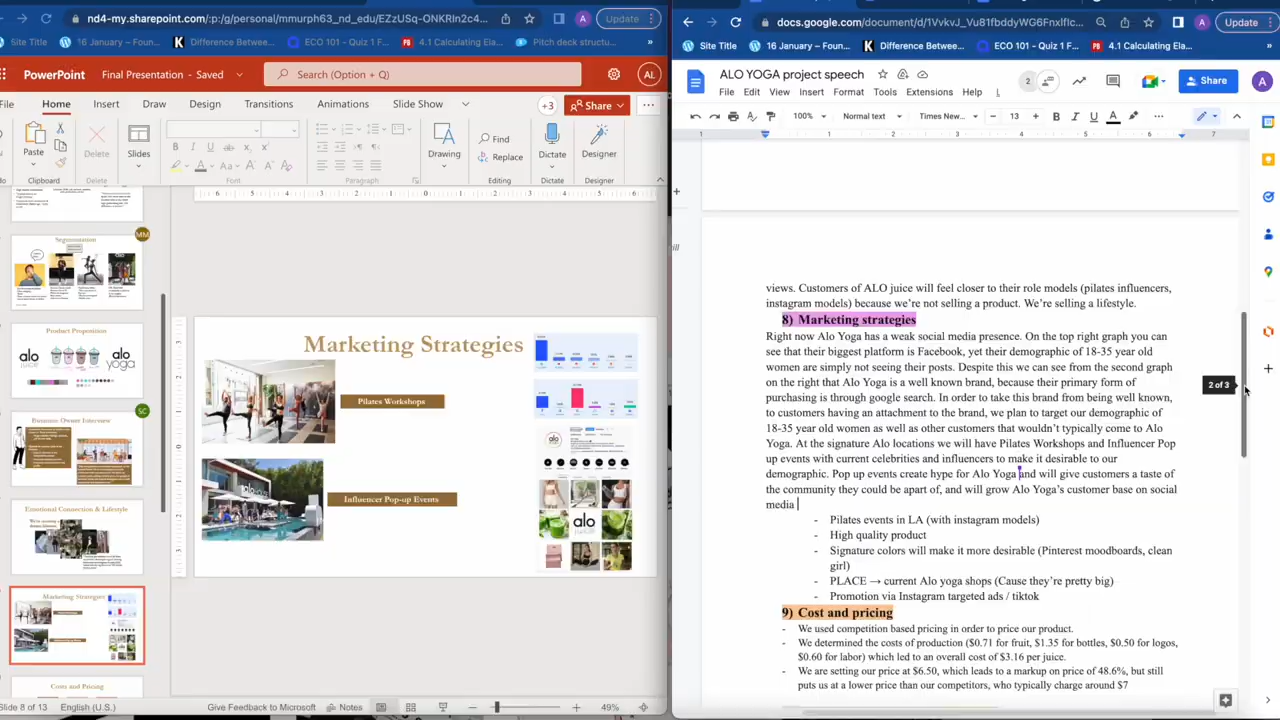 nd4-my.sharepoint.com/:p:/g/personal/mmurph63_nd_edu/EZzUSq-ONKRIn2c4...
Update
Site Title
16 January – Foun...
Difference Betwee...
ECO 101 - Quiz 1 F...
4.1 Calculating Ela...
Pitch deck structu...
»
PowerPoint
Final Presentation - Saved
Search (Option + Q)
AL
File
Home
Insert
Draw
Design
Transitions
Animations
Slide Show
+3
Share
Paste
Delete
Slides
Find
Replace
Drawing
Dictate
Designer
Clipboard
Delete
Slides
Font
Paragraph
Editing
Dictate
Designer
Segmentation
MM
Product Proposition
alo
alo yoga
Business Owner Interview
SC
Emotional Connection & Lifestyle
Marketing Strategies
Costs and Pricing
Marketing Strategies
Pilates Workshops
Influencer Pop-up Events
alo
Slide 8 of 13
English (U.S.)
Give Feedback to Microsoft
Notes
49%
docs.google.com/document/d/1VvkvJ_Vu81fbddyWG6FnxIfIc...
A
Update
Site Title
16 January – Foun...
Difference Betwee...
ECO 101 - Quiz 1 F...
4.1 Calculating Ela...
»
ALO YOGA project speech
2
Share
A
File
Edit
View
Insert
Format
Tools
Extensions
Help
100%
Normal text
Times New...
13
B
I
U
A
views. Customers of ALO juice will feel closer to their role models (pilates influencers,
instagram models) because we're not selling a product. We're selling a lifestyle.
8) Marketing strategies
Right now Alo Yoga has a weak social media presence. On the top right graph you can
see that their biggest platform is Facebook, yet their demographic of 18-35 year old
women are simply not seeing their posts. Despite this we can see from the second graph
on the right that Alo Yoga is a well known brand, because their primary form of
purchasing is through google search. In order to take this brand from being well known,
to customers having an attachment to the brand, we plan to target our demographic of
18-35 year old women as well as other customers that wouldn't typically come to Alo
Yoga. At the signature Alo locations we will have Pilates Workshops and Influencer Pop
up events with current celebrities and influencers to make it desirable to our
demographic. Pop up events create hype for Alo Yoga and will give customers a taste of
the community they could be apart of, and will grow Alo Yoga's customer base on social
media
- Pilates events in LA (with instagram models)
- High quality product
- Signature colors will make it more desirable (Pinterest moodboards, clean
girl)
- PLACE → current Alo yoga shops (Cause they're pretty big)
- Promotion via Instagram targeted ads / tiktok
9) Cost and pricing
- We used competition based pricing in order to price our product.
- We determined the costs of production ($0.71 for fruit, $1.35 for bottles, $0.50 for logos,
$0.60 for labor) which led to an overall cost of $3.16 per juice.
- We are setting our price at $6.50, which leads to a markup on price of 48.6%, but still
puts us at a lower price than our competitors, who typically charge around $7
2 of 3